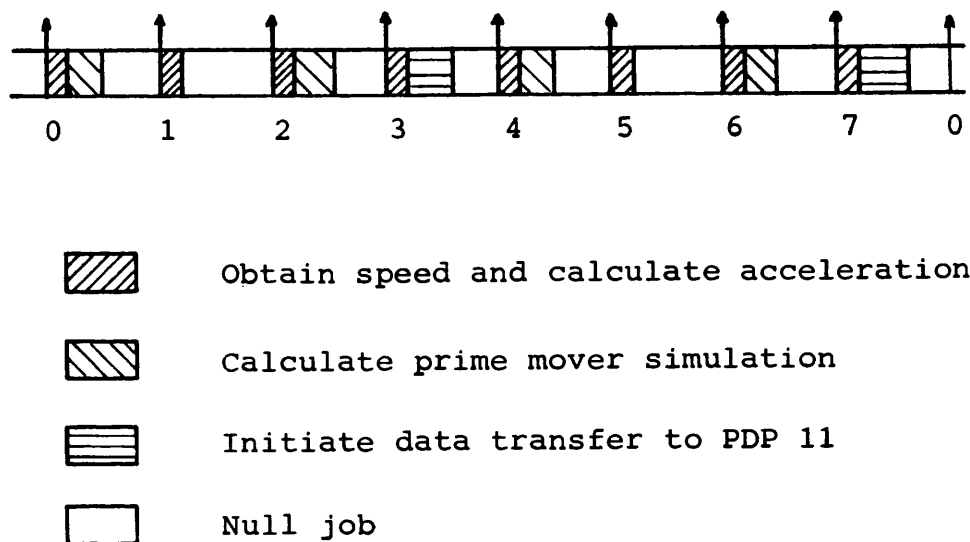 0 1 2 3 4 5 6 7 0
Obtain speed and calculate acceleration
Calculate prime mover simulation
Initiate data transfer to PDP 11
Null job